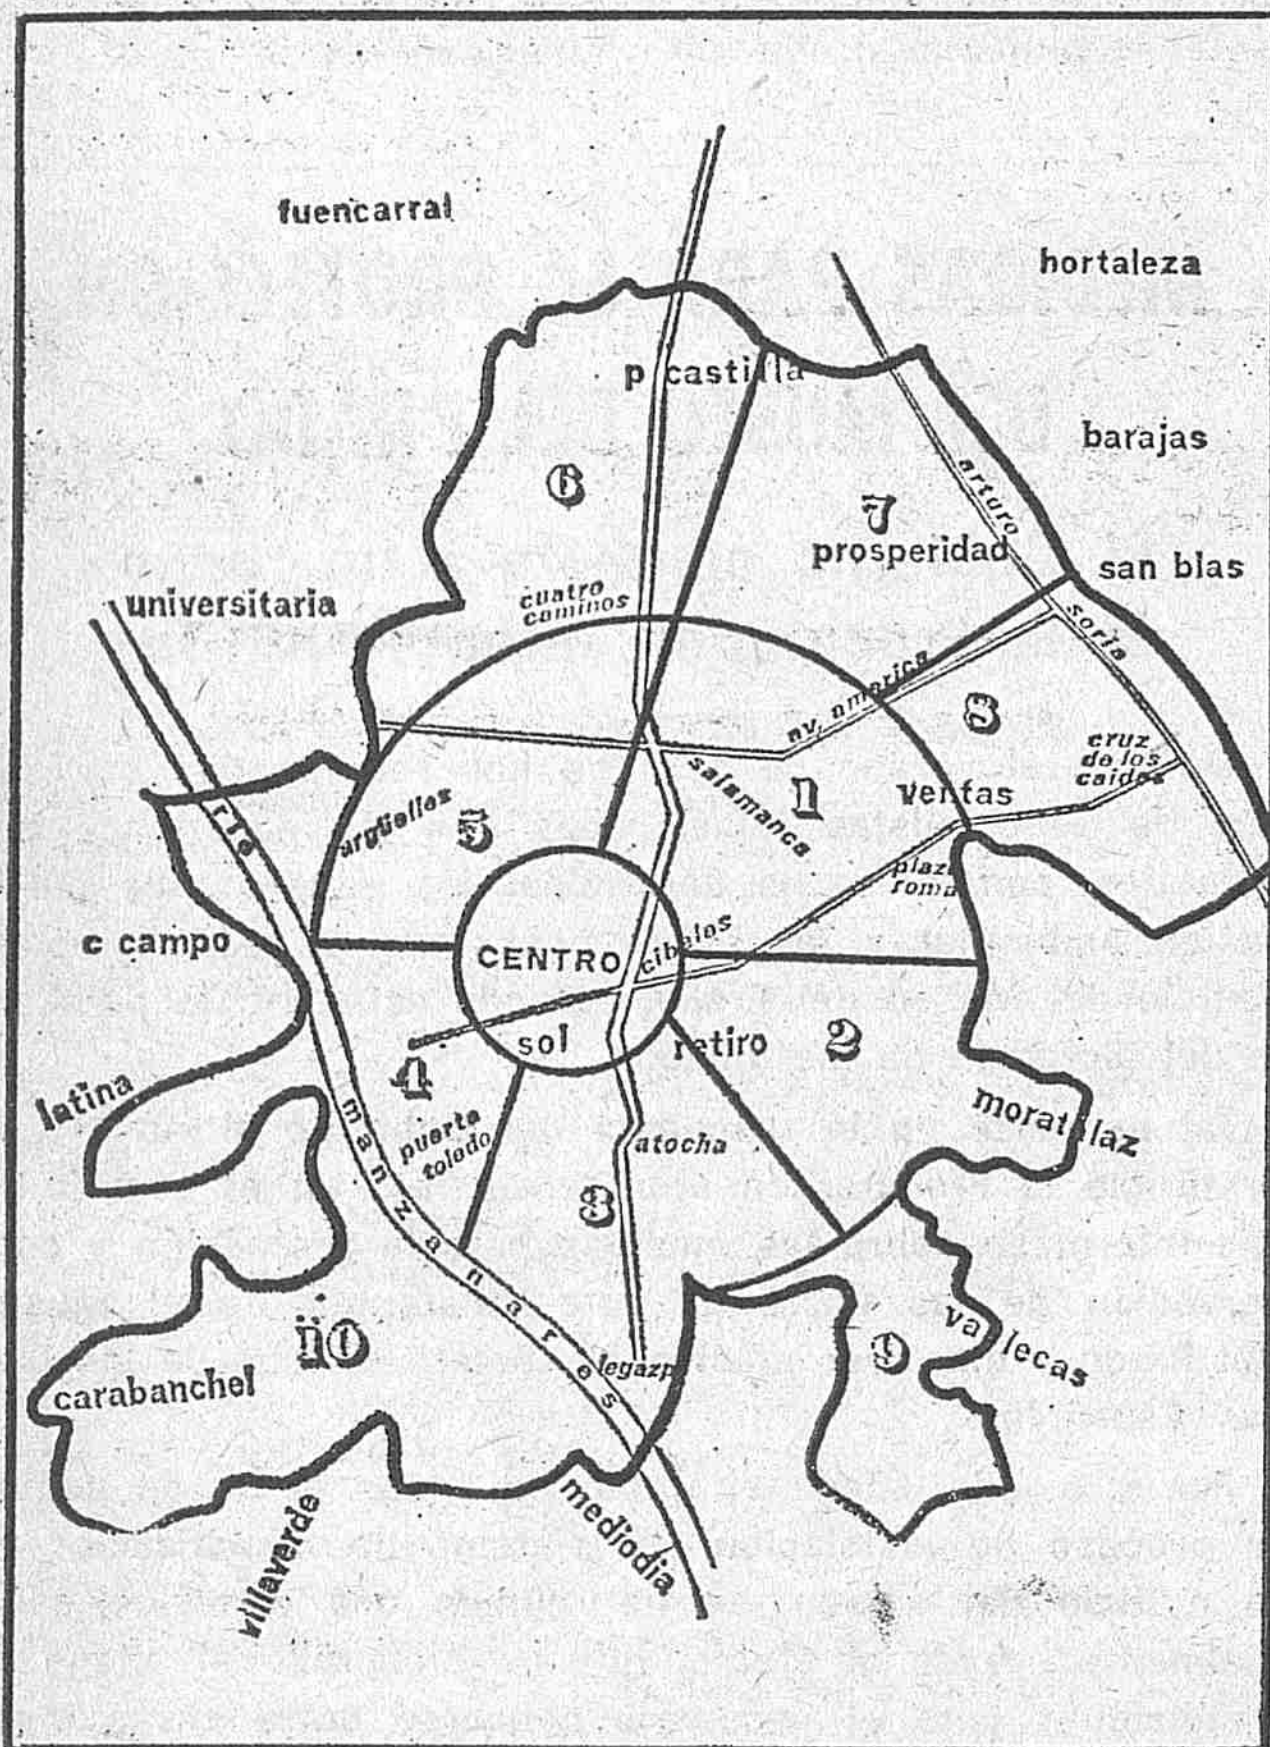 fuencarral
hortaleza
p castilla
barajas
6
arturo
7
prosperidad
san blas
universitaria
cuatro
caminos
soria
av. america
8
cruz
de los
caidos
salamanca
1
ventas
rio
argüelles
5
plaza
roma
c campo
CENTRO
cibeles
sol
retiro
2
4
latina
manzanares
puerta
toledo
moratalaz
atocha
3
vallecas
10
legazpi
9
carabanchel
mediodia
villaverde